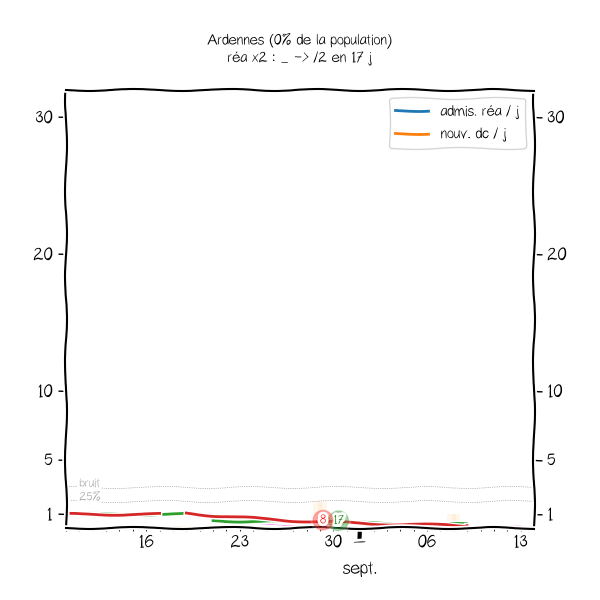 Ardennes (0% de la population)
réa x2 : _ -> /2 en 17 j
admis. réa / j
nouv. dc / j
30 30
20 20
10 10
5 5
bruit
25%
1 1
8 17
16 23 30 06 13
sept.